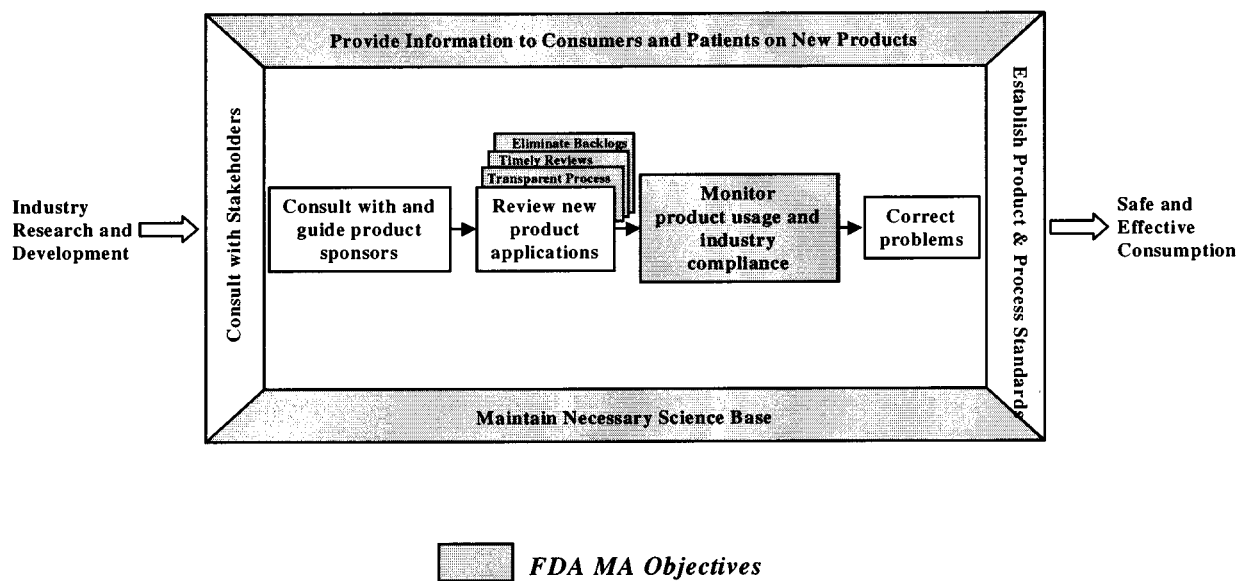 Provide Information to Consumers and Patients on New Products
Industry
Research and
Development
Consult with Stakeholders
Consult with and
guide product
sponsors
Eliminate Backlogs
Timely Reviews
Transparent Process
Review new
product
applications
Monitor
product usage and
industry
compliance
Correct
problems
Establish Product & Process Standards
Safe and
Effective
Consumption
Maintain Necessary Science Base
FDA MA Objectives